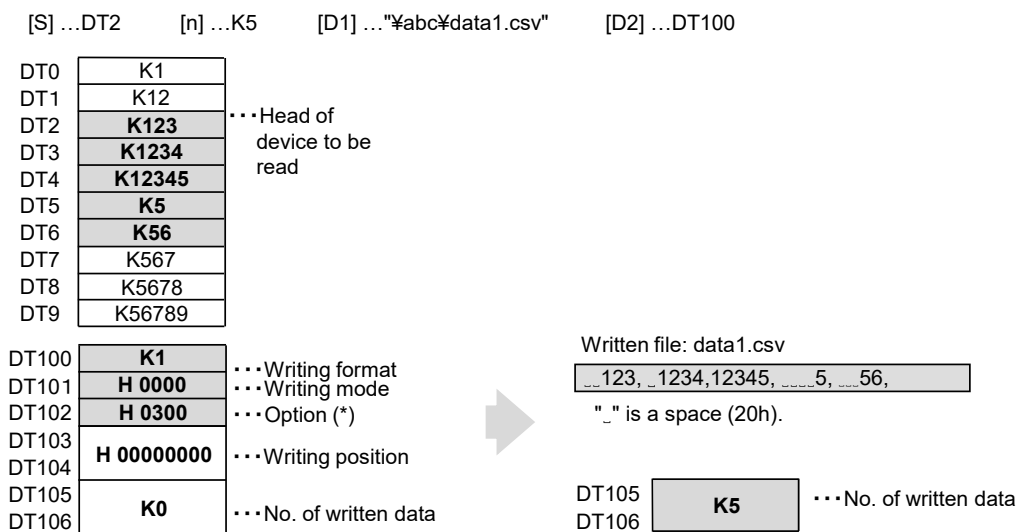 [S] …DT2 [n] …K5 [D1] …"¥abc¥data1.csv" [D2] …DT100
DT0 K1
DT1 K12
DT2 K123 ･･･Head of
device to be
read
DT3 K1234
DT4 K12345
DT5 K5
DT6 K56
DT7 K567
DT8 K5678
DT9 K56789
DT100 K1 ･･･Writing format
DT101 H 0000 ･･･Writing mode
DT102 H 0300 ･･･Option (*)
DT103
DT104 H 00000000 ･･･Writing position
DT105
DT106 K0 ･･･No. of written data
Written file: data1.csv
␣␣123, ␣1234,12345, ␣␣␣␣5, ␣␣␣56,
"␣" is a space (20h).
DT105
DT106 K5 ･･･No. of written data